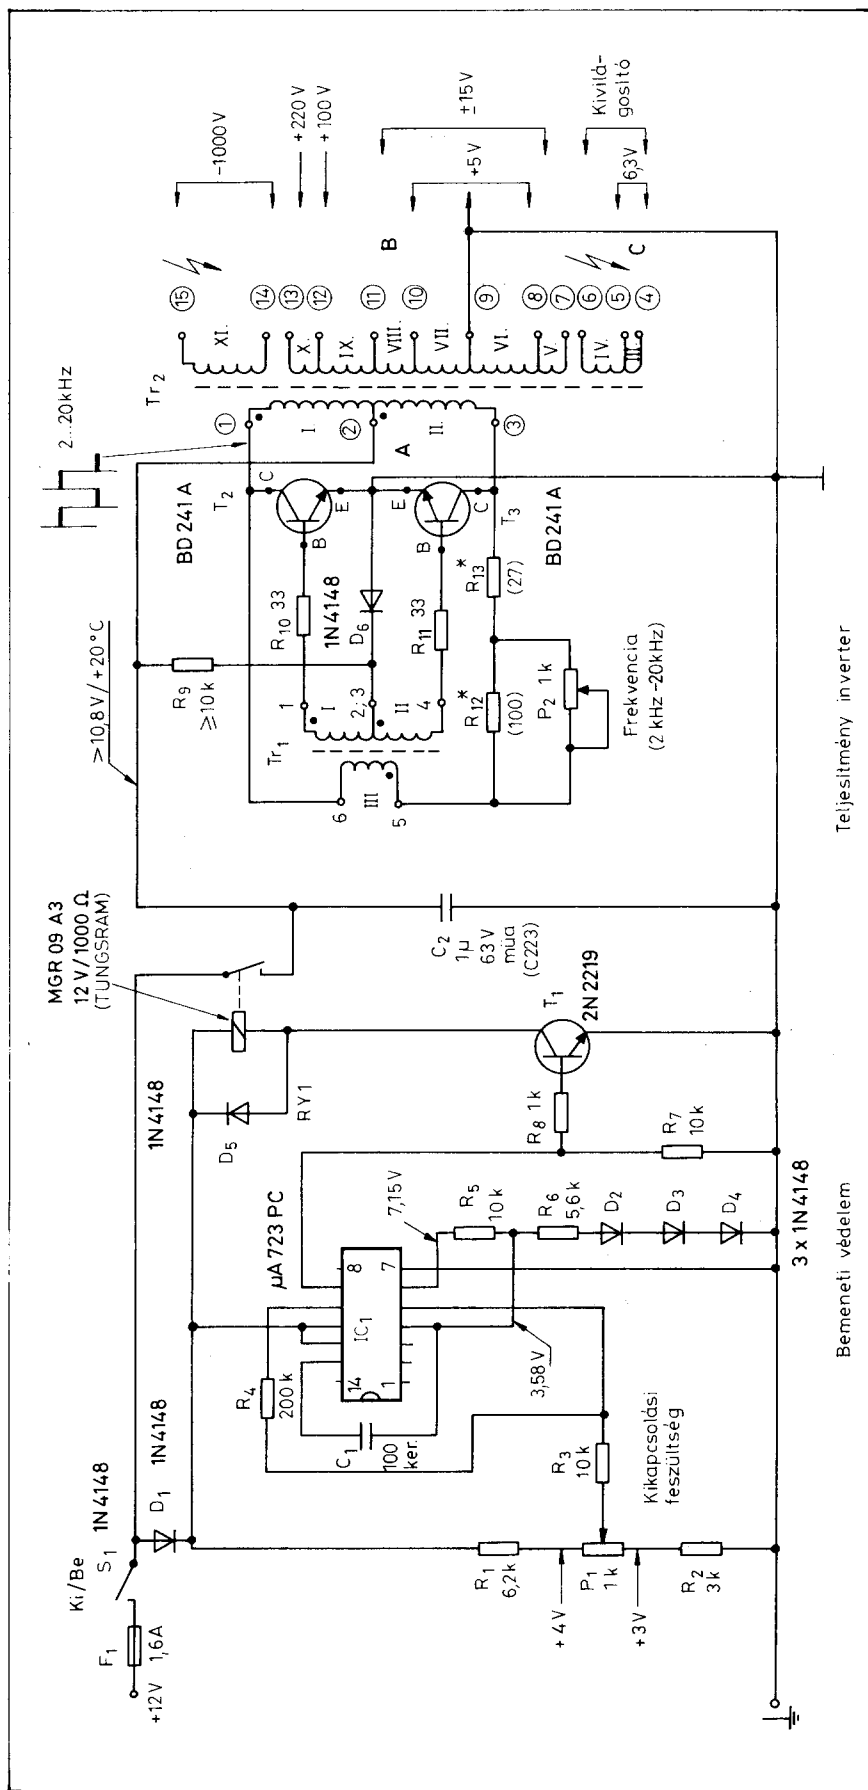 Ki/Be
F1
1,6A
+12V
S1
1N4148
D1
1N4148
R1
6,2k
+4V
P1
1k
+3V
R2
3k
Kikapcsolási
feszültség
R3
10k
R4
200k
C1
100
ker.
μA 723 PC
IC1
14
8
1
7
7,15V
3,58V
R5
10k
R6
5,6k
D2
D3
D4
3 x 1N4148
R7
10k
R8 1k
T1
2N2219
1N4148
D5
RY1
MGR 09 A3
12 V/1000 Ω
(TUNGSRAM)
C2
1μ
63V
müa
(C223)
Bemeneti védelem
>10,8V/+20°C
R9
≥10k
Tr1
1
I
2;3
II
4
6
III
5
R10 33
1N4148
D6
R11 33
R12*
(100)
R13*
(27)
P2 1k
Frekvencia
(2 kHz-20kHz)
BD241A
T2
C
B
E
E
B
C
T3
BD241A
A
2...20kHz
Tr2
1
I
2
II.
3
XI.
X.
IX.
VIII.
VII.
VI.
V.
IV.
III.
15
14
13
12
11
10
9
8
7
6
5
4
B
C
-1000V
+220V
+100V
±15V
+5V
Kivilá-
gosító
6,3V
Teljesítmény inverter